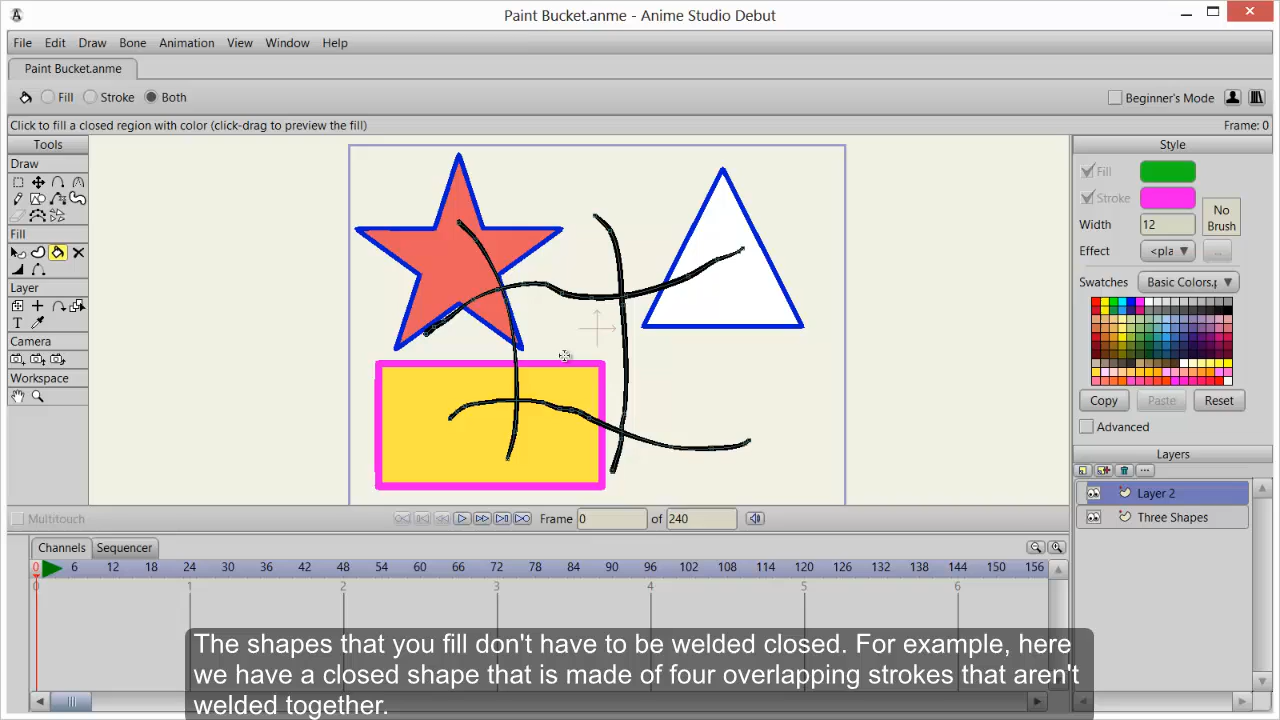 Paint Bucket.anme - Anime Studio Debut
File Edit Draw Bone Animation View Window Help
Paint Bucket.anme
Fill Stroke Both
Beginner's Mode
Click to fill a closed region with color (click-drag to preview the fill)
Frame: 0
Tools
Draw
Fill
Layer
Camera
Workspace
Style
Fill
Stroke
No Brush
Width 12
Effect <pla
Swatches Basic Colors.p
Copy Paste Reset
Advanced
Layers
Layer 2
Three Shapes
Multitouch
Frame 0 of 240
Channels Sequencer
0 6 12 18 24 30 36 42 48 54 60 66 72 78 84 90 96 102 108 114 120 126 132 138 144 150 156
0 1 2 3 4 5 6
The shapes that you fill don't have to be welded closed. For example, here
we have a closed shape that is made of four overlapping strokes that aren't
welded together.